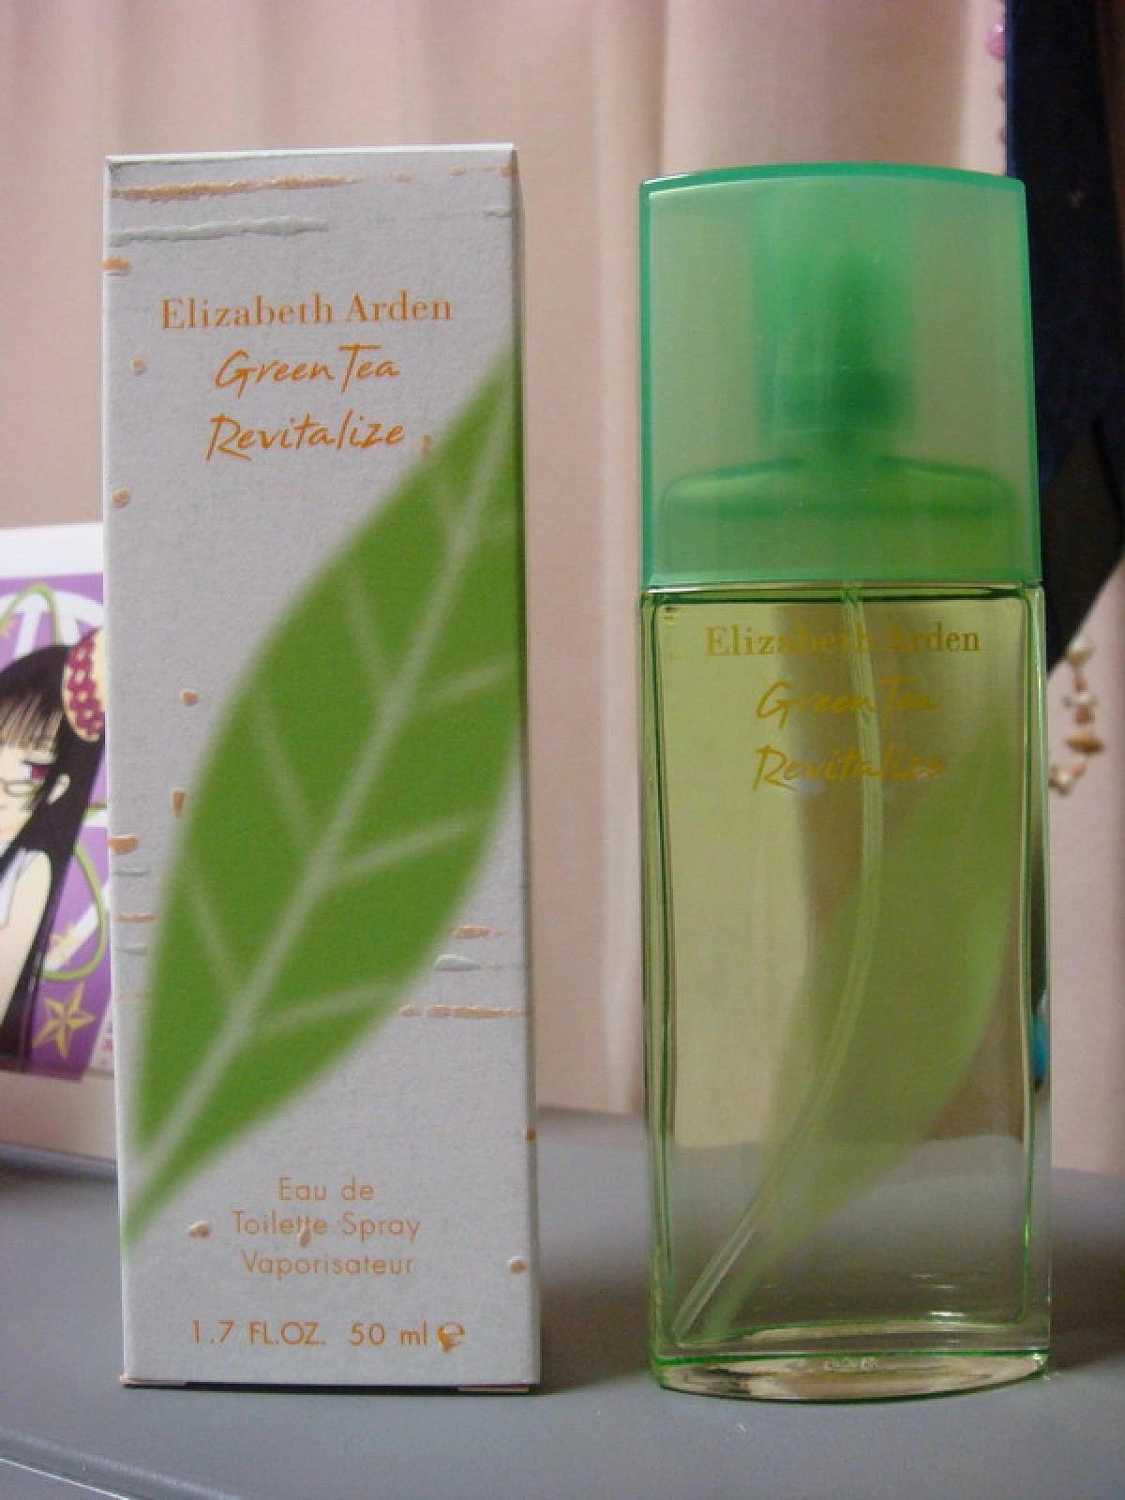 Elizabeth Arden
Green Tea
Revitalize
Eau de
Toilette Spray
Vaporisateur
1.7 FL.OZ. 50 ml ℮
Elizabeth Arden
Green Tea
Revitalize